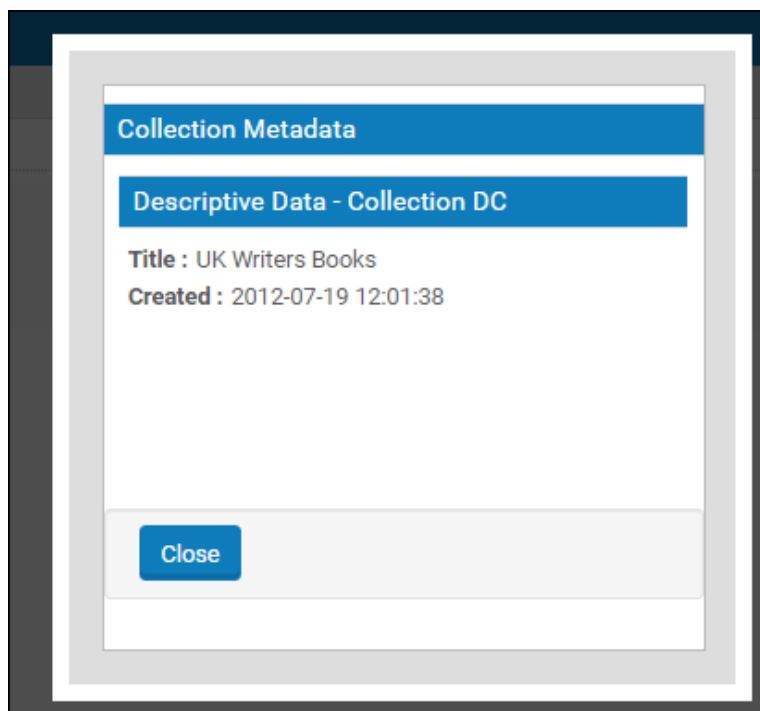 Collection Metadata
Descriptive Data - Collection DC
Title : UK Writers Books
Created : 2012-07-19 12:01:38
Close